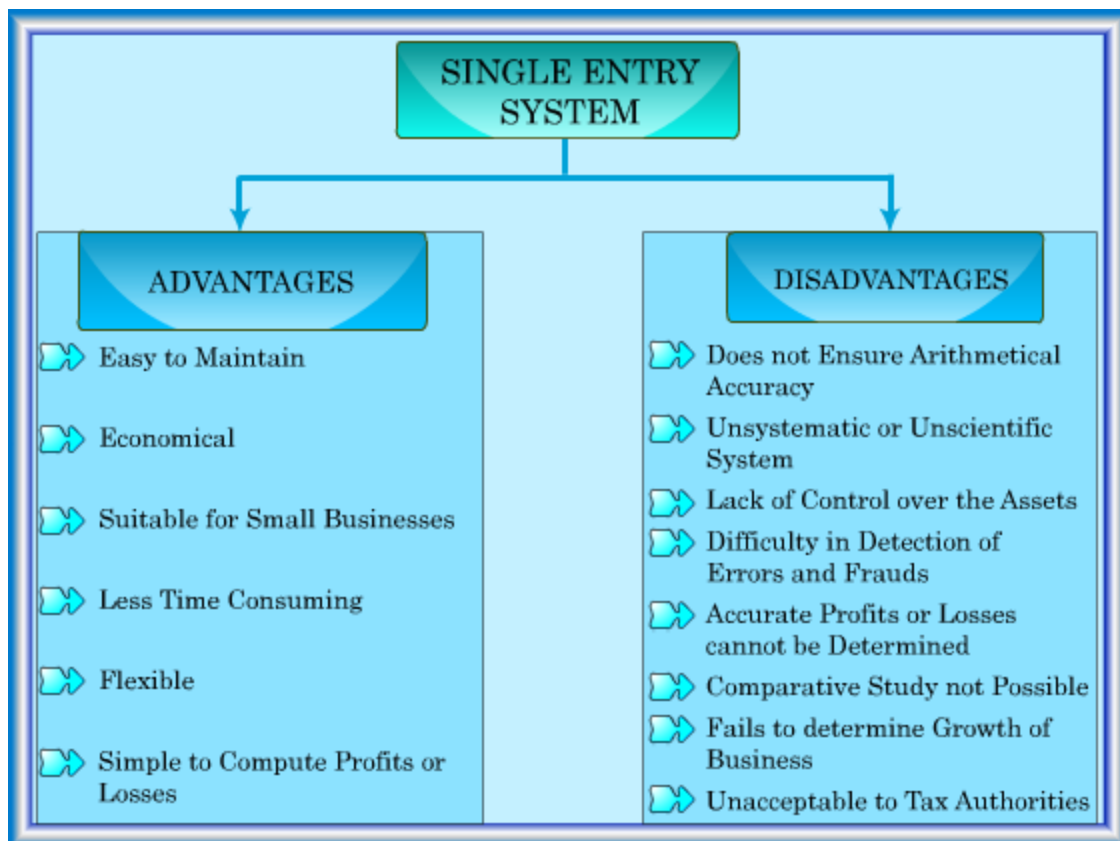 SINGLE ENTRY
SYSTEM
ADVANTAGES
Easy to Maintain
Economical
Suitable for Small Businesses
Less Time Consuming
Flexible
Simple to Compute Profits or
Losses
DISADVANTAGES
Does not Ensure Arithmetical
Accuracy
Unsystematic or Unscientific
System
Lack of Control over the Assets
Difficulty in Detection of
Errors and Frauds
Accurate Profits or Losses
cannot be Determined
Comparative Study not Possible
Fails to determine Growth of
Business
Unacceptable to Tax Authorities